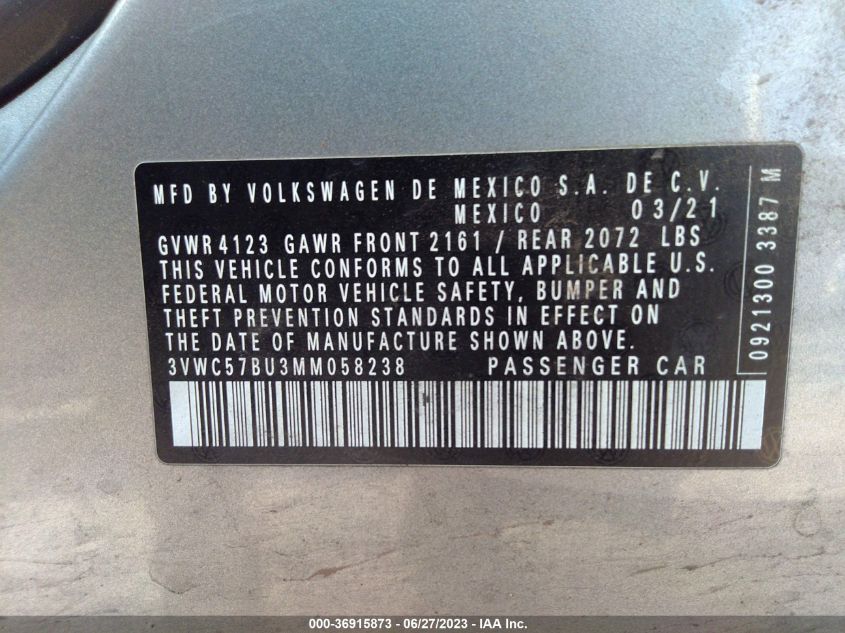 MFD BY VOLKSWAGEN DE MEXICO S.A. DE C.V.
MEXICO 03/21
GVWR 4123 GAWR FRONT 2161 / REAR 2072 LBS
THIS VEHICLE CONFORMS TO ALL APPLICABLE U.S.
FEDERAL MOTOR VEHICLE SAFETY, BUMPER AND
THEFT PREVENTION STANDARDS IN EFFECT ON
THE DATE OF MANUFACTURE SHOWN ABOVE.
3VWC57BU3MM058238 PASSENGER CAR
0921300 3387 M
000-36915873 / 06/27/2023 - IAA Inc.